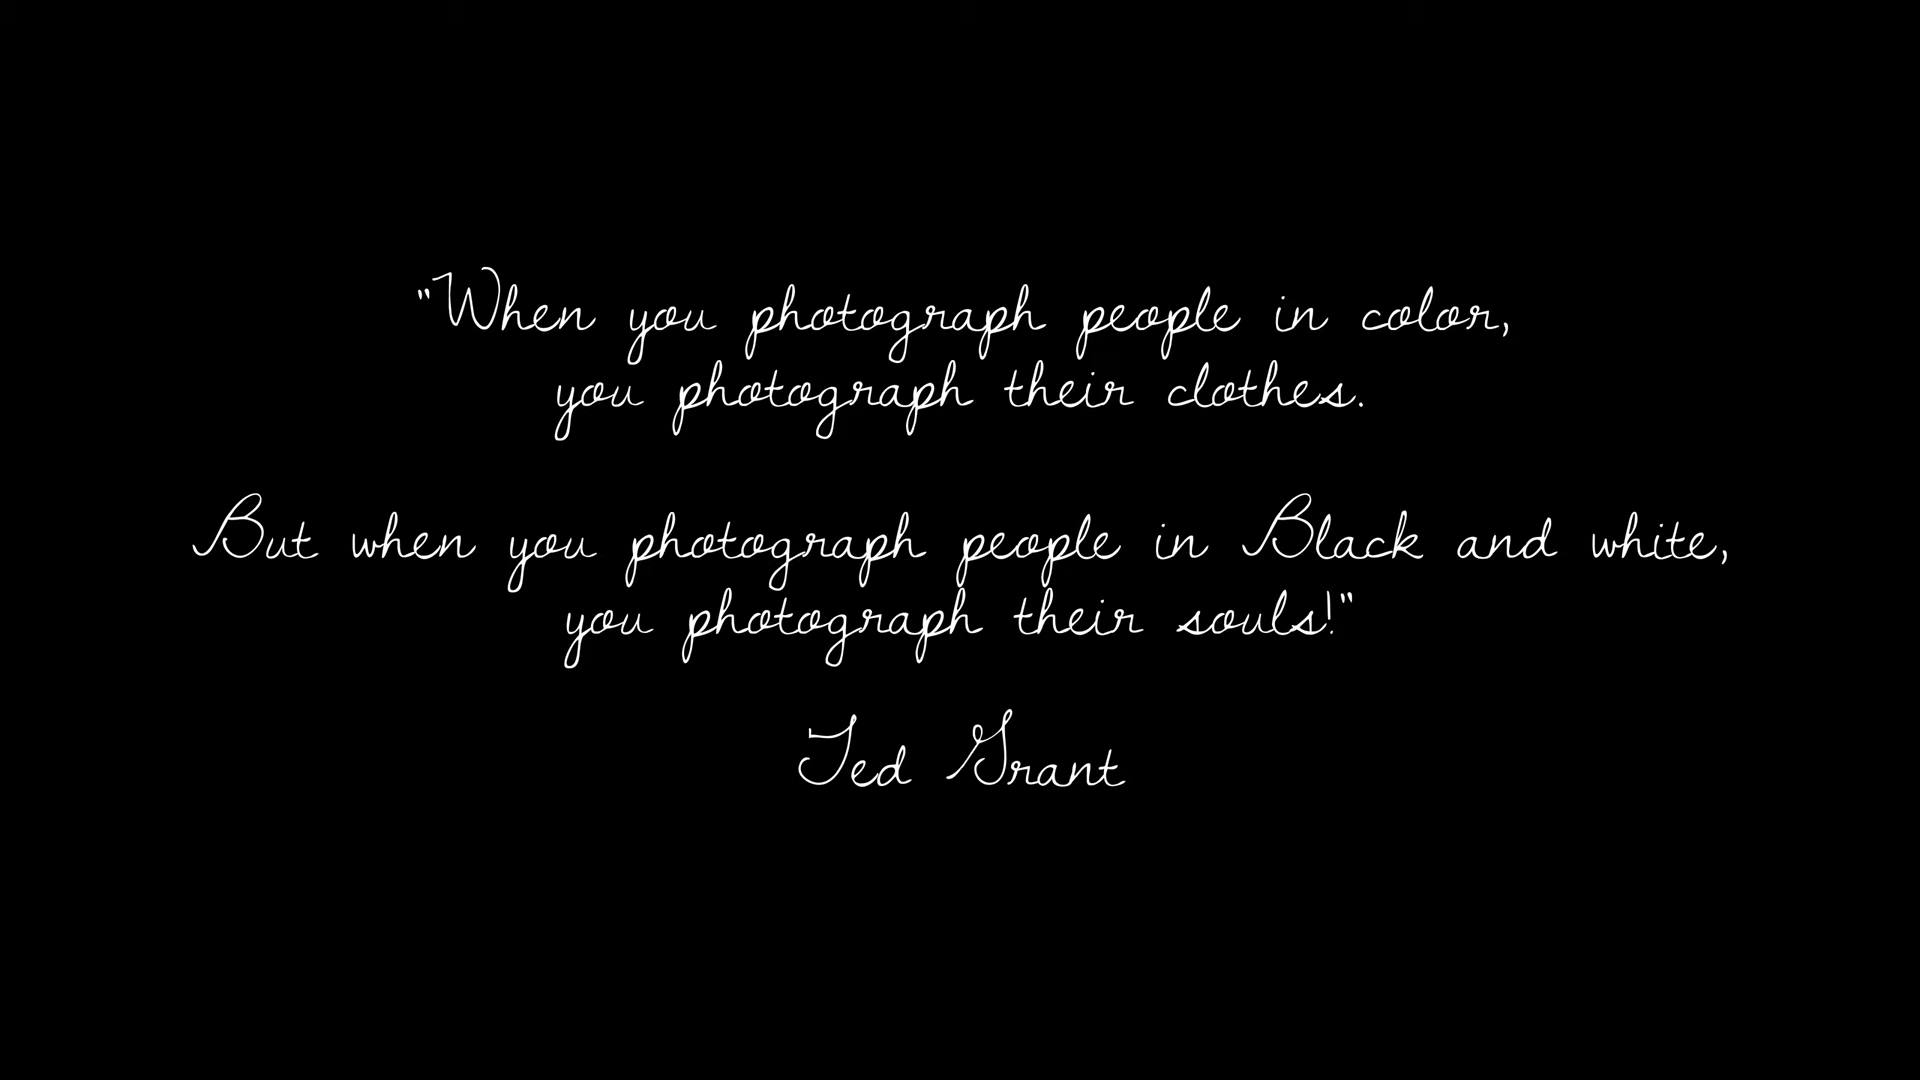 "When you photograph people in color,
you photograph their clothes.
But when you photograph people in Black and white,
you photograph their souls!"
Ted Grant